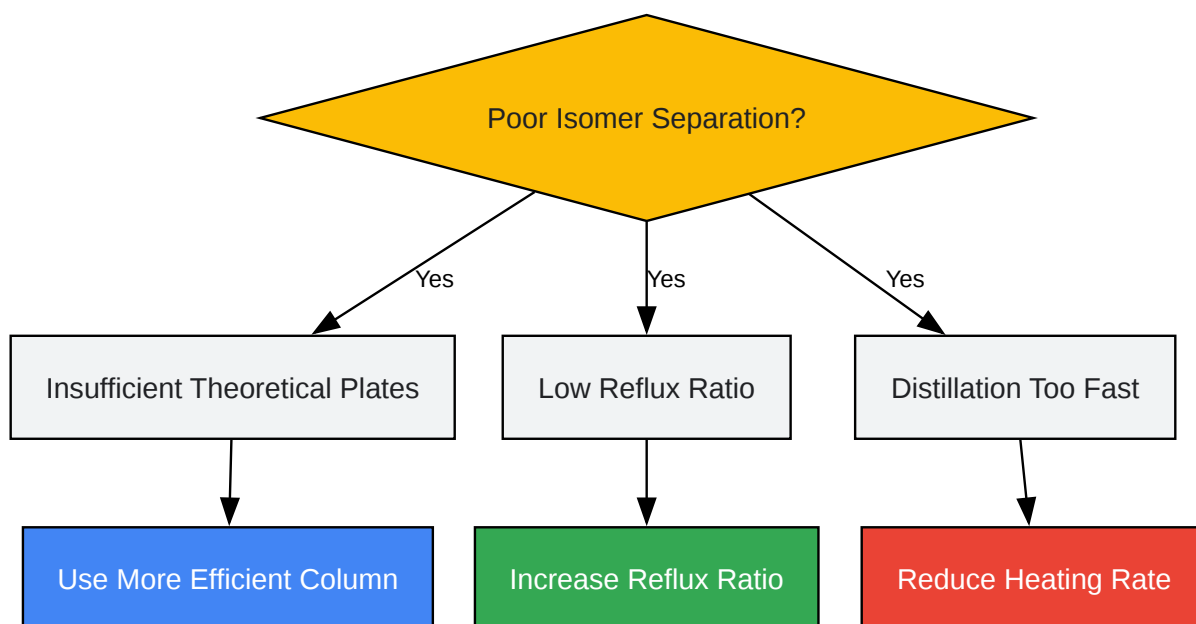 Poor Isomer Separation?
Yes
Yes
Yes
Insufficient Theoretical Plates
Low Reflux Ratio
Distillation Too Fast
Use More Efficient Column
Increase Reflux Ratio
Reduce Heating Rate